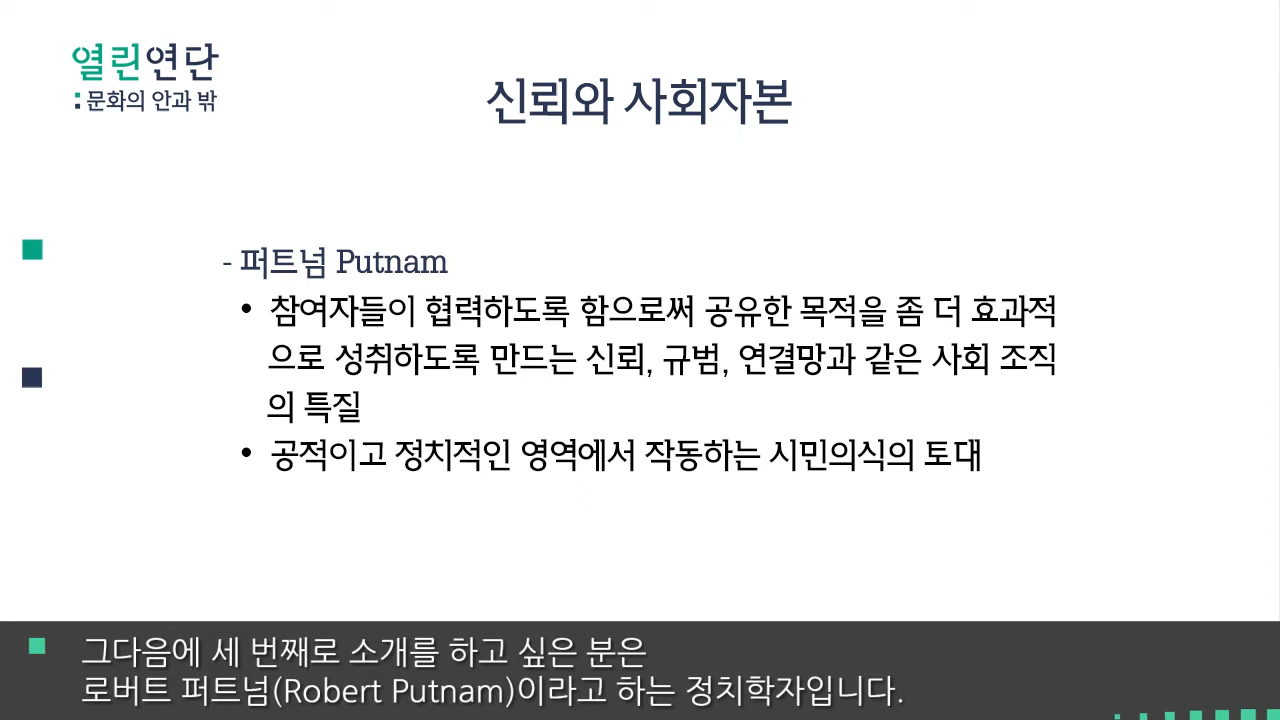 열린연단
:문화의 안과 밖
신뢰와 사회자본
- 퍼트넘 Putnam
• 참여자들이 협력하도록 함으로써 공유한 목적을 좀 더 효과적
으로 성취하도록 만드는 신뢰, 규범, 연결망과 같은 사회 조직
의 특질
• 공적이고 정치적인 영역에서 작동하는 시민의식의 토대
그다음에 세 번째로 소개를 하고 싶은 분은
로버트 퍼트넘(Robert Putnam)이라고 하는 정치학자입니다.